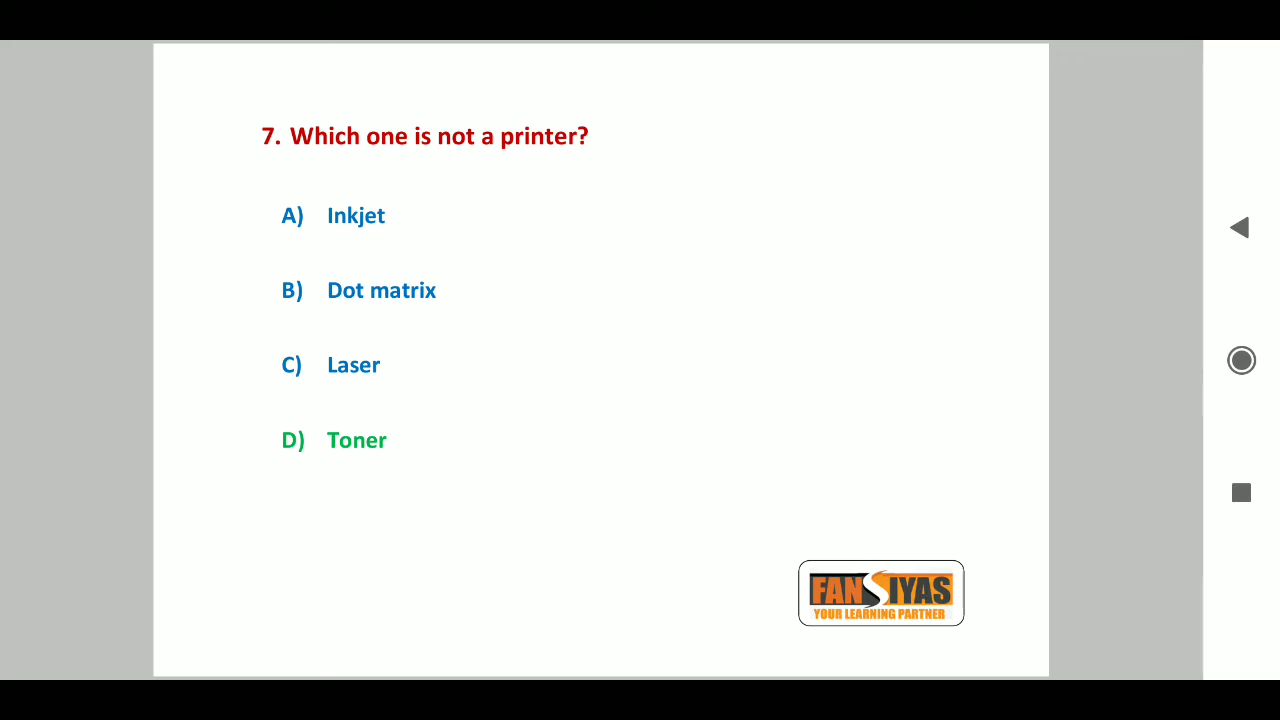 7. Which one is not a printer?
A) Inkjet
B) Dot matrix
C) Laser
D) Toner
FANSIYAS
YOUR LEARNING PARTNER